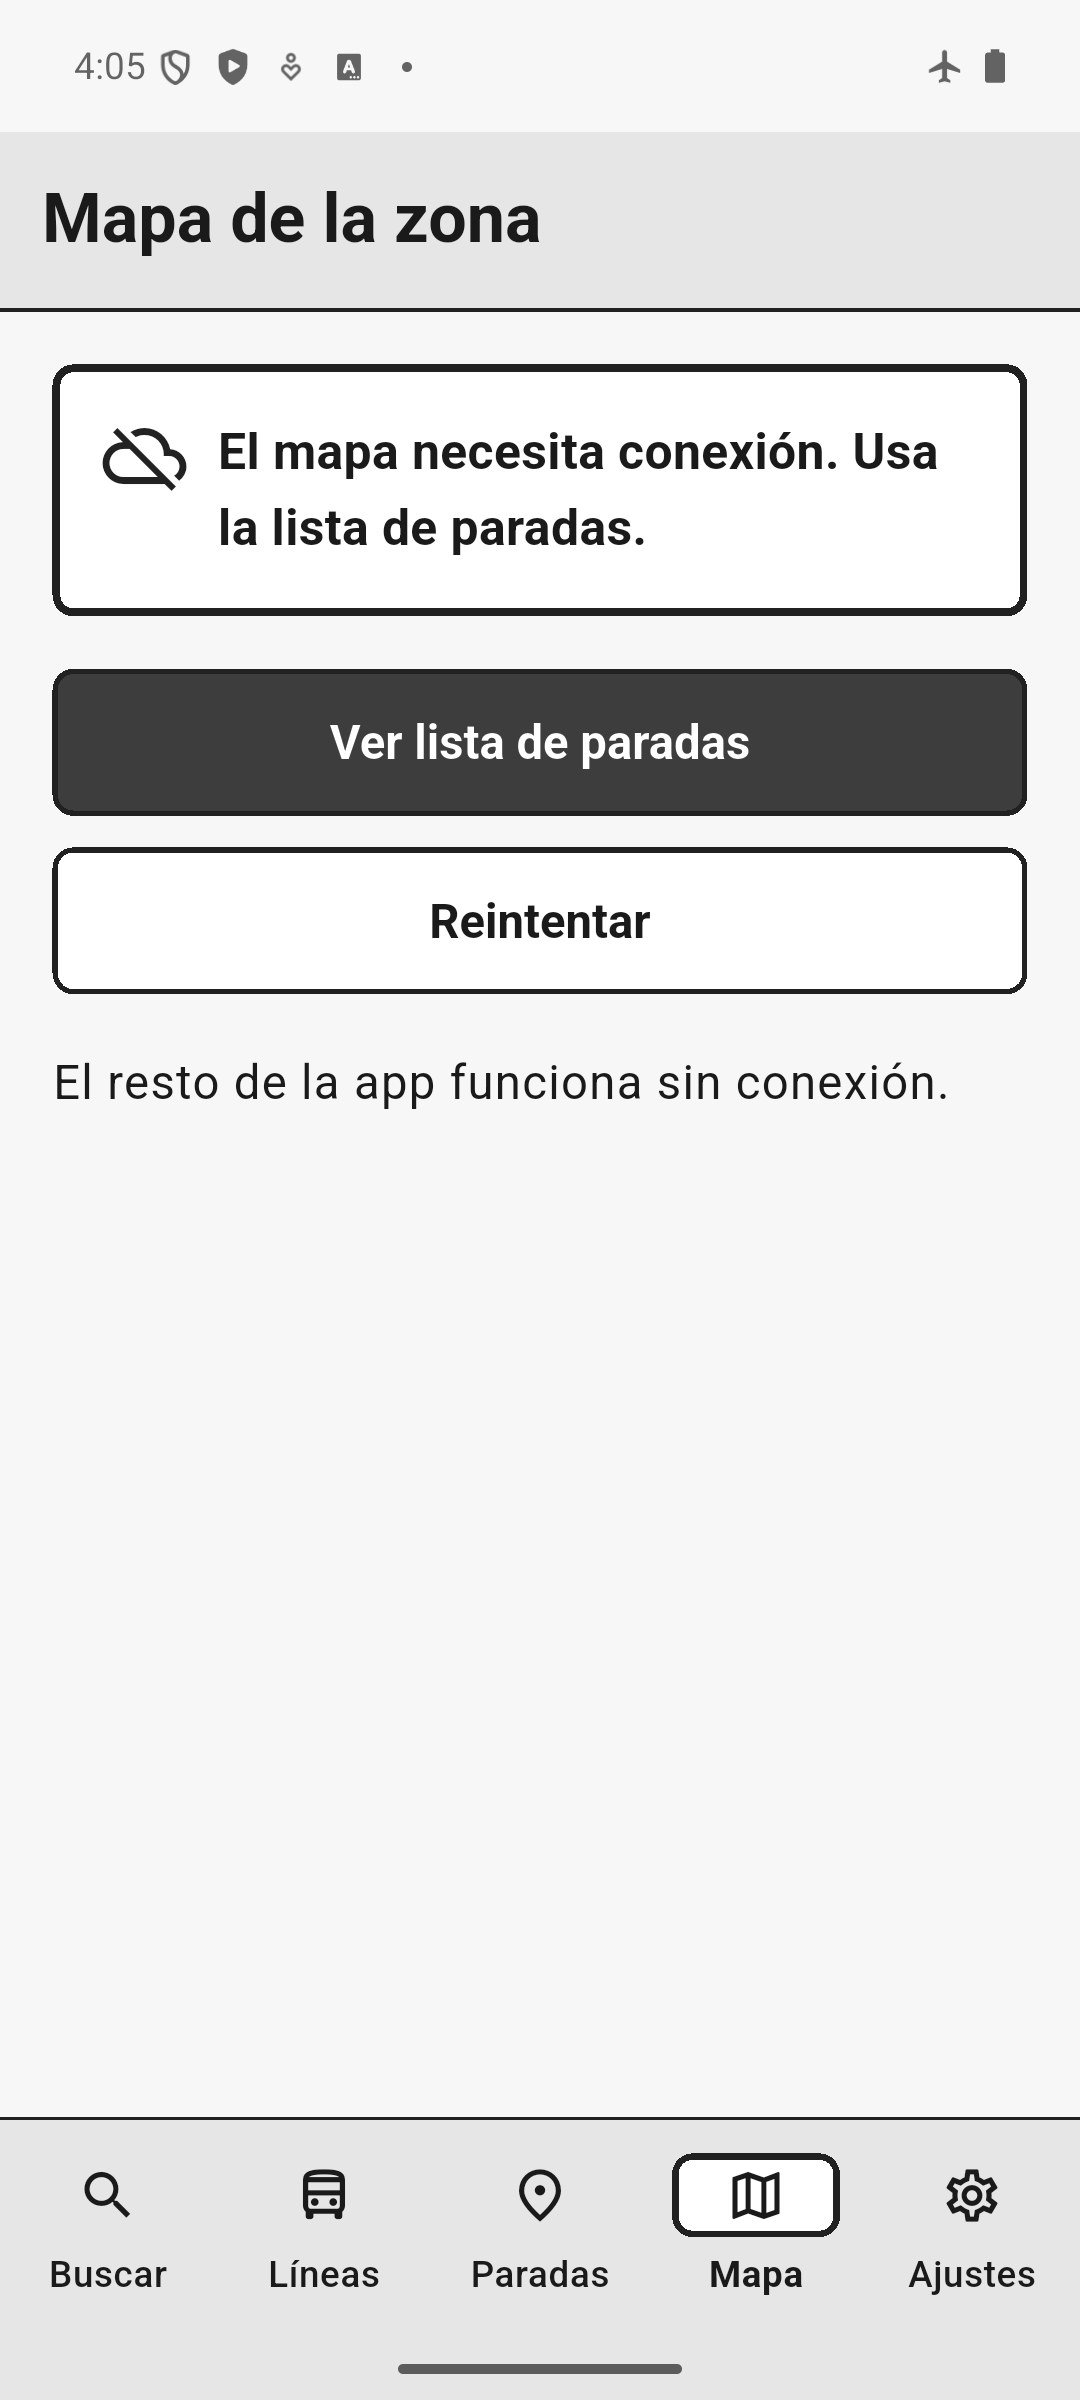 4:05
Mapa de la zona
El mapa necesita conexión. Usa
la lista de paradas.
Ver lista de paradas
Reintentar
El resto de la app funciona sin conexión.
Buscar
Líneas
Paradas
Mapa
Ajustes